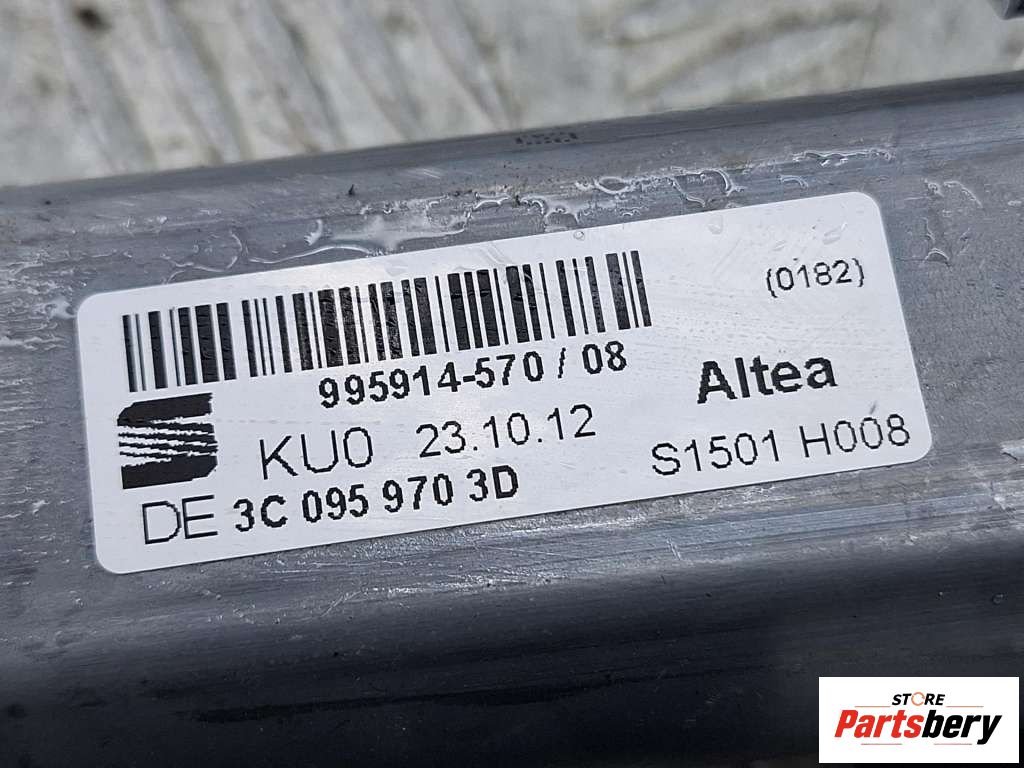 (0182)
995914-570 / 08
Altea
KU0 23.10.12
S1501 H008
DE 3C 095 970 3D
STORE
Partsbery